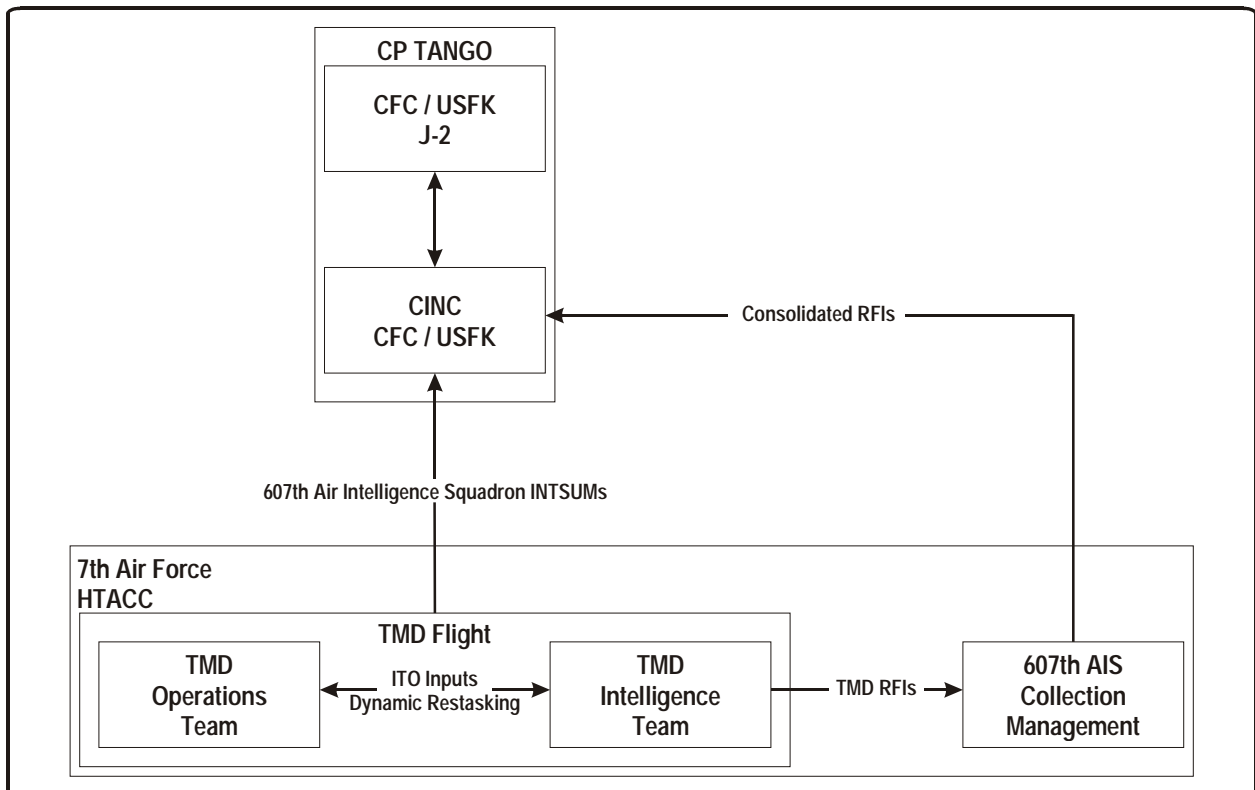 CP TANGO
CFC / USFK
J-2
CINC
CFC / USFK
Consolidated RFIs
607th Air Intelligence Squadron INTSUMs
7th Air Force
HTACC
TMD Flight
TMD
Operations
Team
ITO Inputs
Dynamic Restasking
TMD
Intelligence
Team
TMD RFIs
607th AIS
Collection
Management